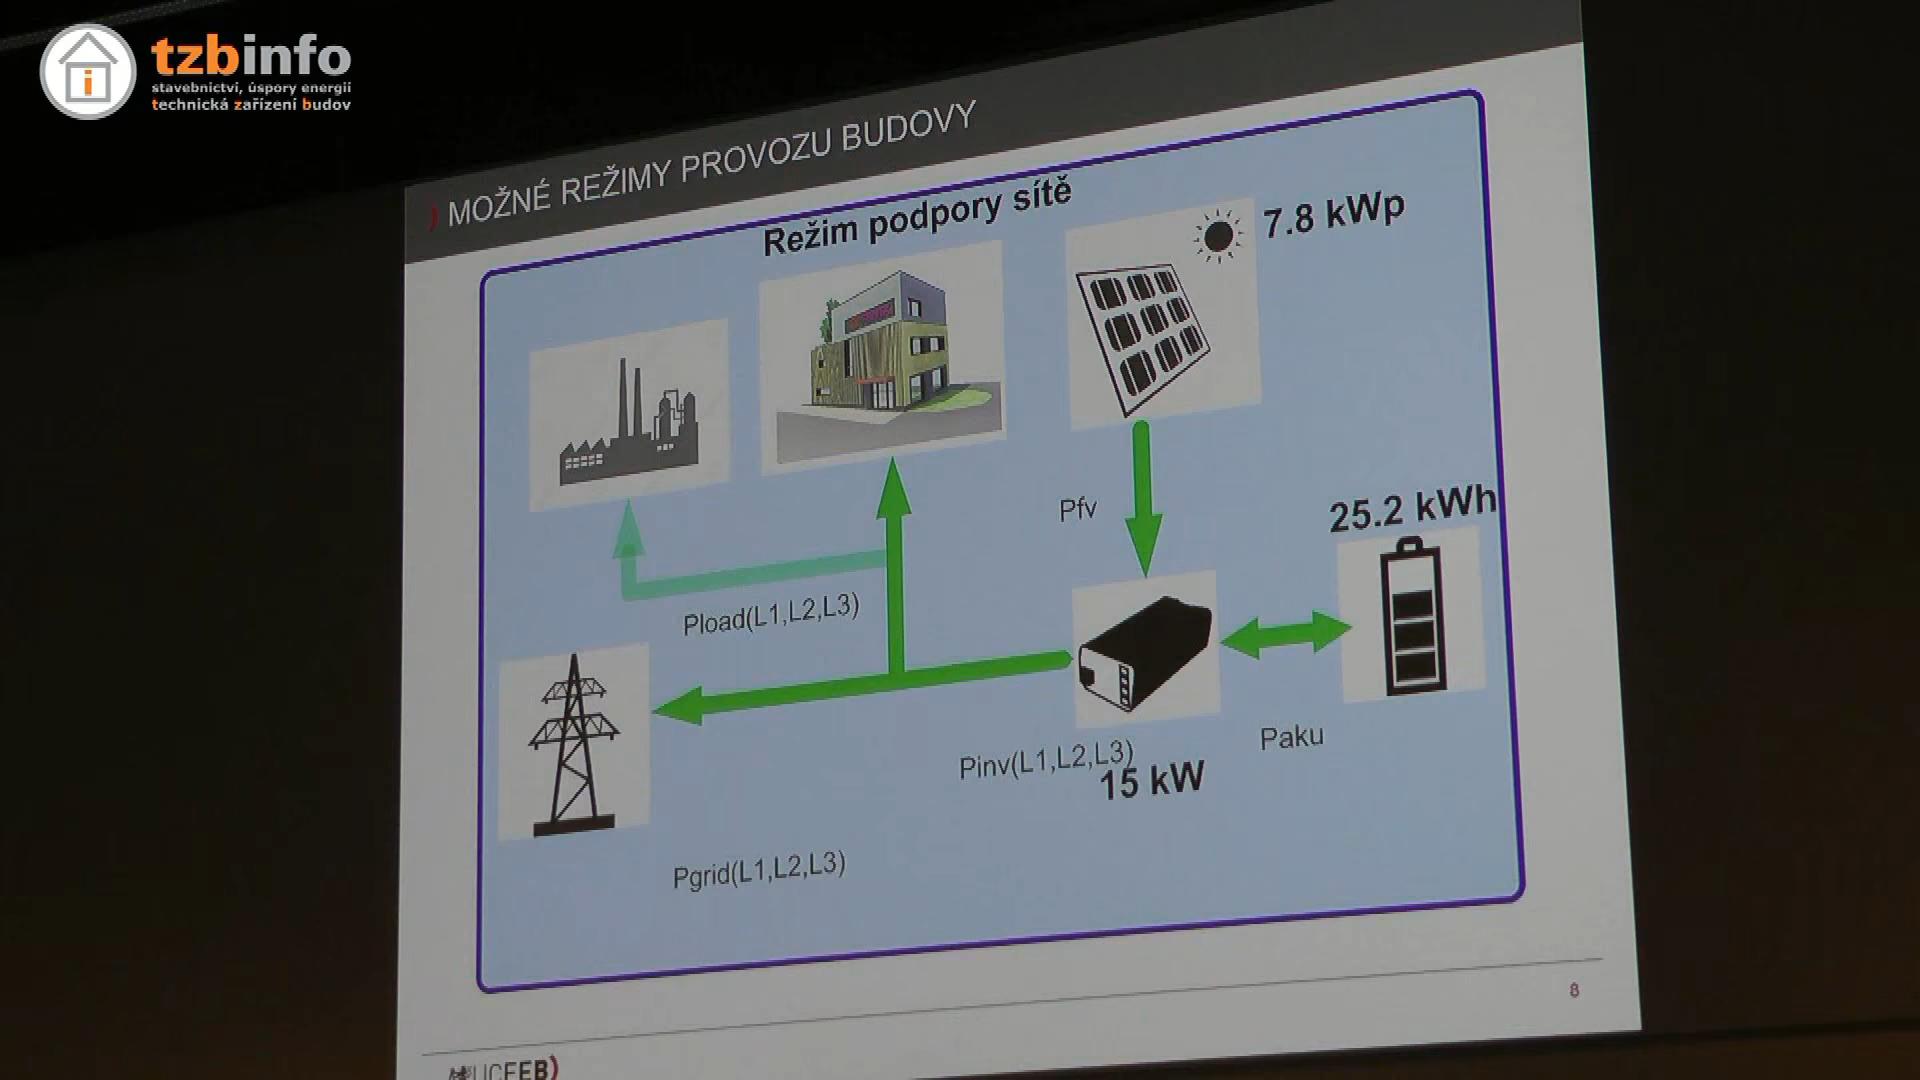 tzbinfo
stavebnictví, úspory energií
technická zařízení budov
MOŽNÉ REŽIMY PROVOZU BUDOVY
Režim podpory sítě
7.8 kWp
Pfv
25.2 kWh
Pload(L1,L2,L3)
Paku
Pinv(L1,L2,L3)
15 kW
Pgrid(L1,L2,L3)
8
UCEEB